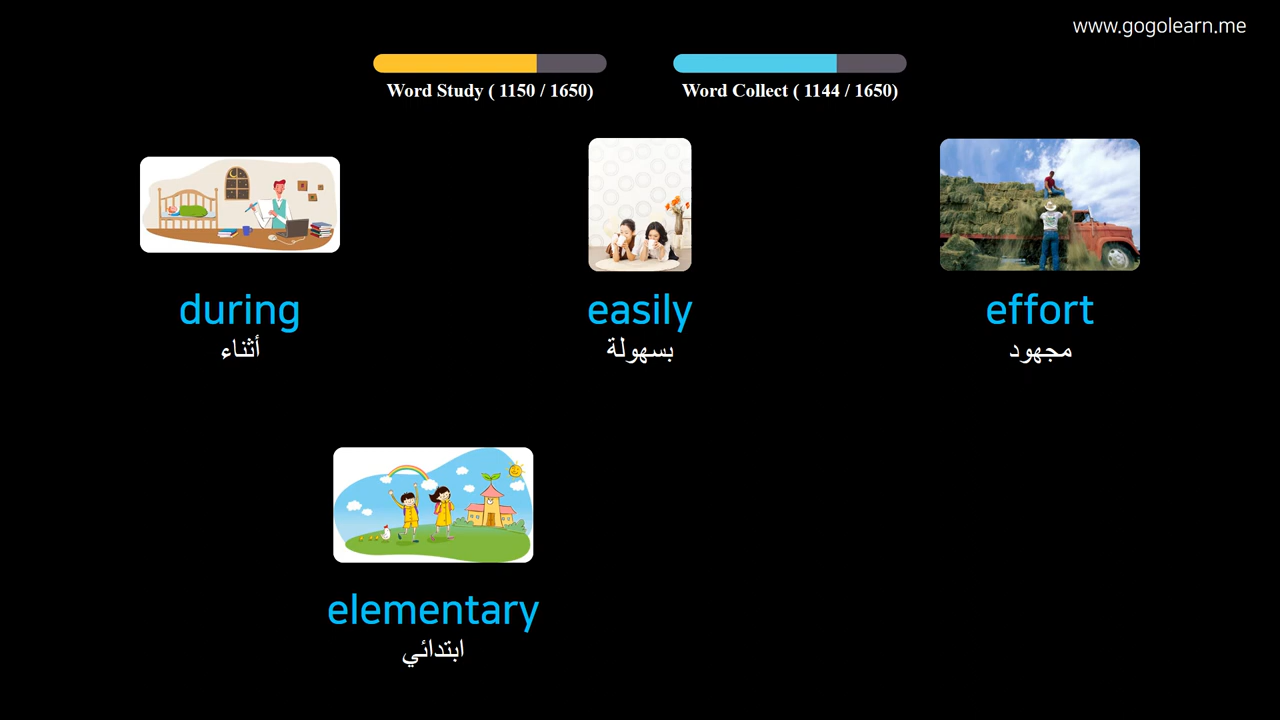 www.gogolearn.me
Word Study ( 1150 / 1650)
Word Collect ( 1144 / 1650)
during
أثناء
easily
بسهولة
effort
مجهود
elementary
ابتدائي